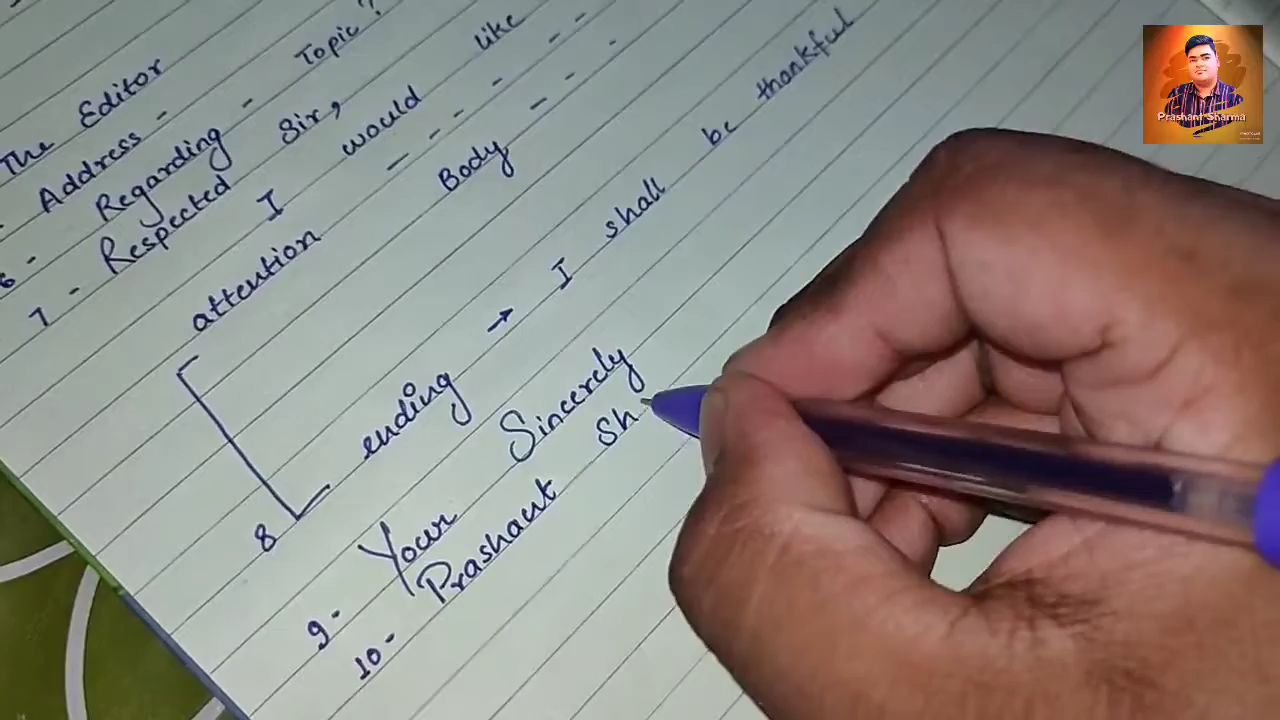 The Editor
Address -
6 - Regarding - Topic?
7 - Respected Sir,
I would like
attention - - - - - -
Body - - -
8 ending → I shall be thankful
9- Your Sincerely
10- Prashant Sh
Prashant Sharma